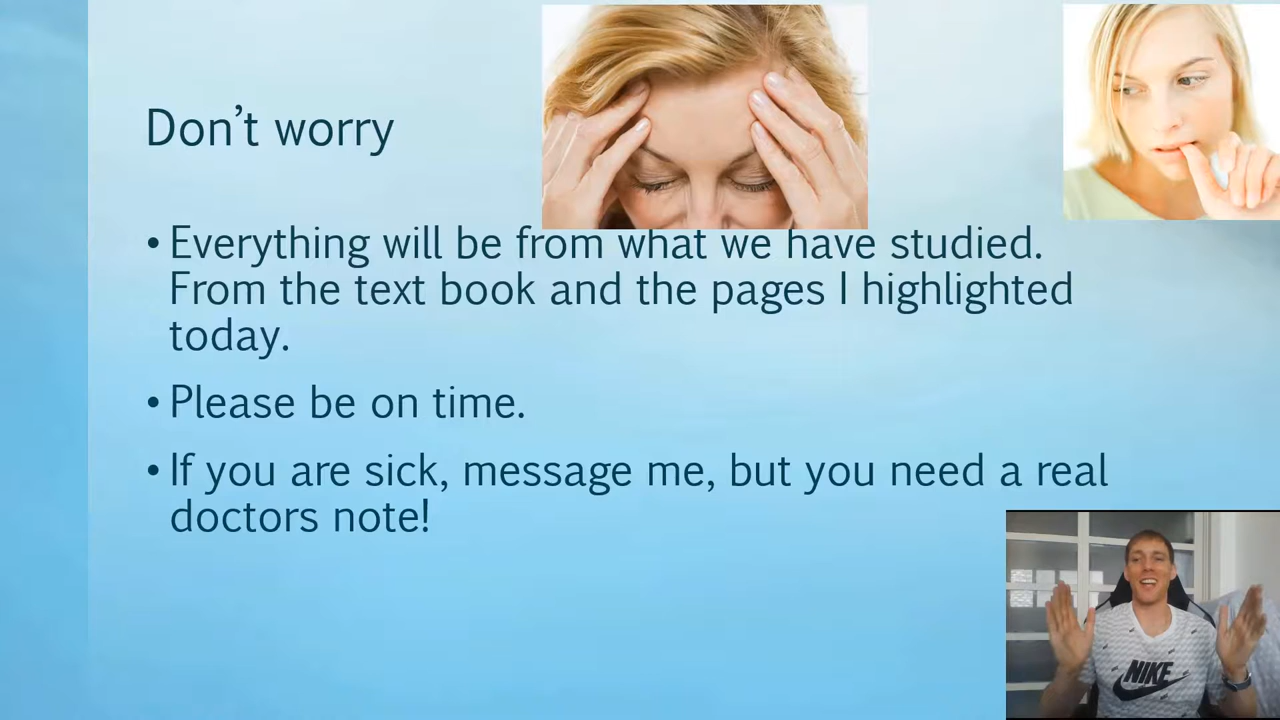 Don't worry
• Everything will be from what we have studied.
From the text book and the pages I highlighted
today.
• Please be on time.
• If you are sick, message me, but you need a real
doctors note!
NIKE